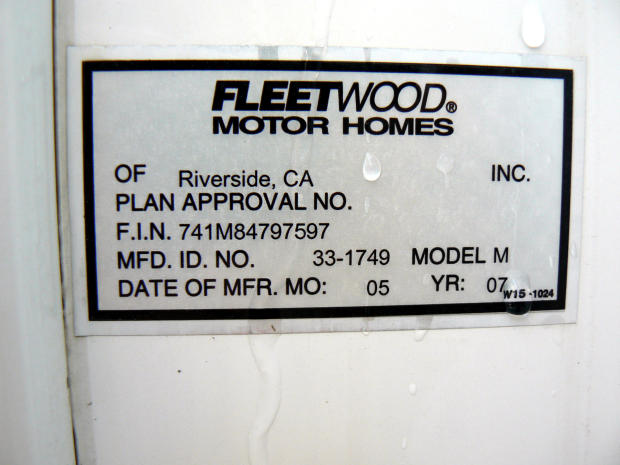 FLEETWOOD®
MOTOR HOMES
OF Riverside, CA INC.
PLAN APPROVAL NO.
F.I.N. 741M84797597
MFD. ID. NO. 33-1749 MODEL M
DATE OF MFR. MO: 05 YR: 07
W15-1024